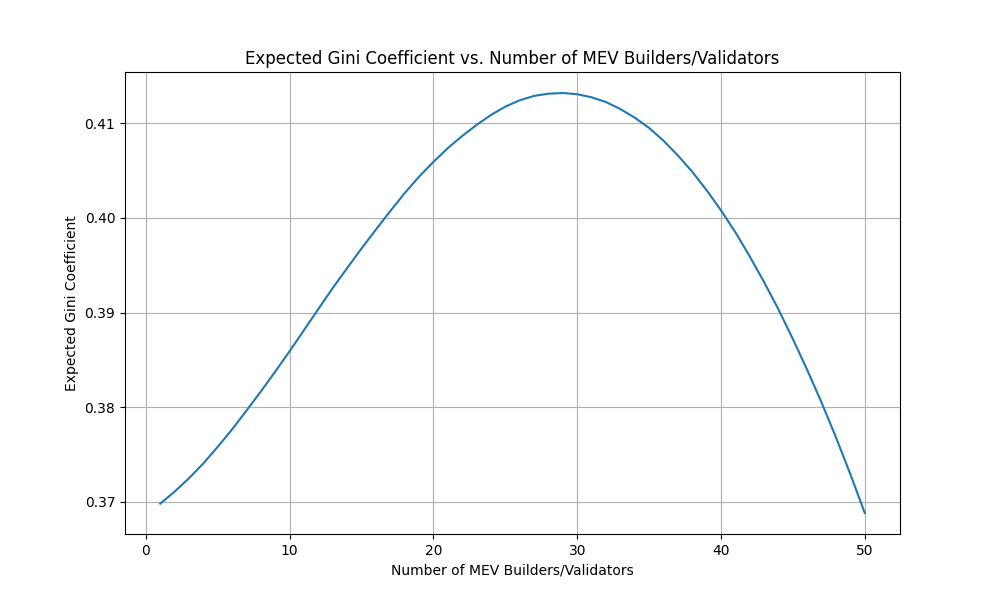 Expected Gini Coefficient vs. Number of MEV Builders/Validators
Expected Gini Coefficient
0.41
0.40
0.39
0.38
0.37
0 10 20 30 40 50
Number of MEV Builders/Validators